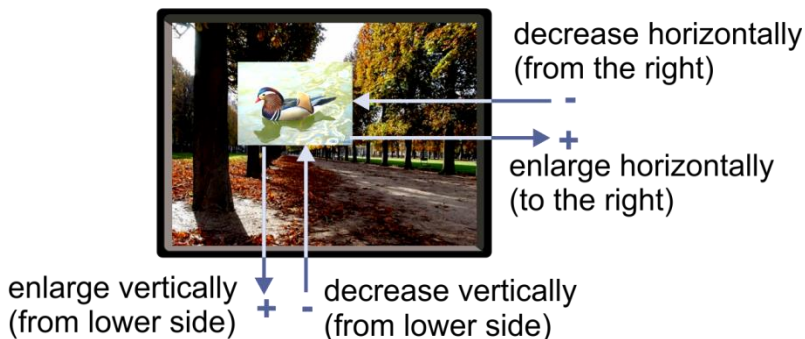 decrease horizontally
(from the right)
-
+
enlarge horizontally
(to the right)
enlarge vertically
(from lower side)
+
-
decrease vertically
(from lower side)